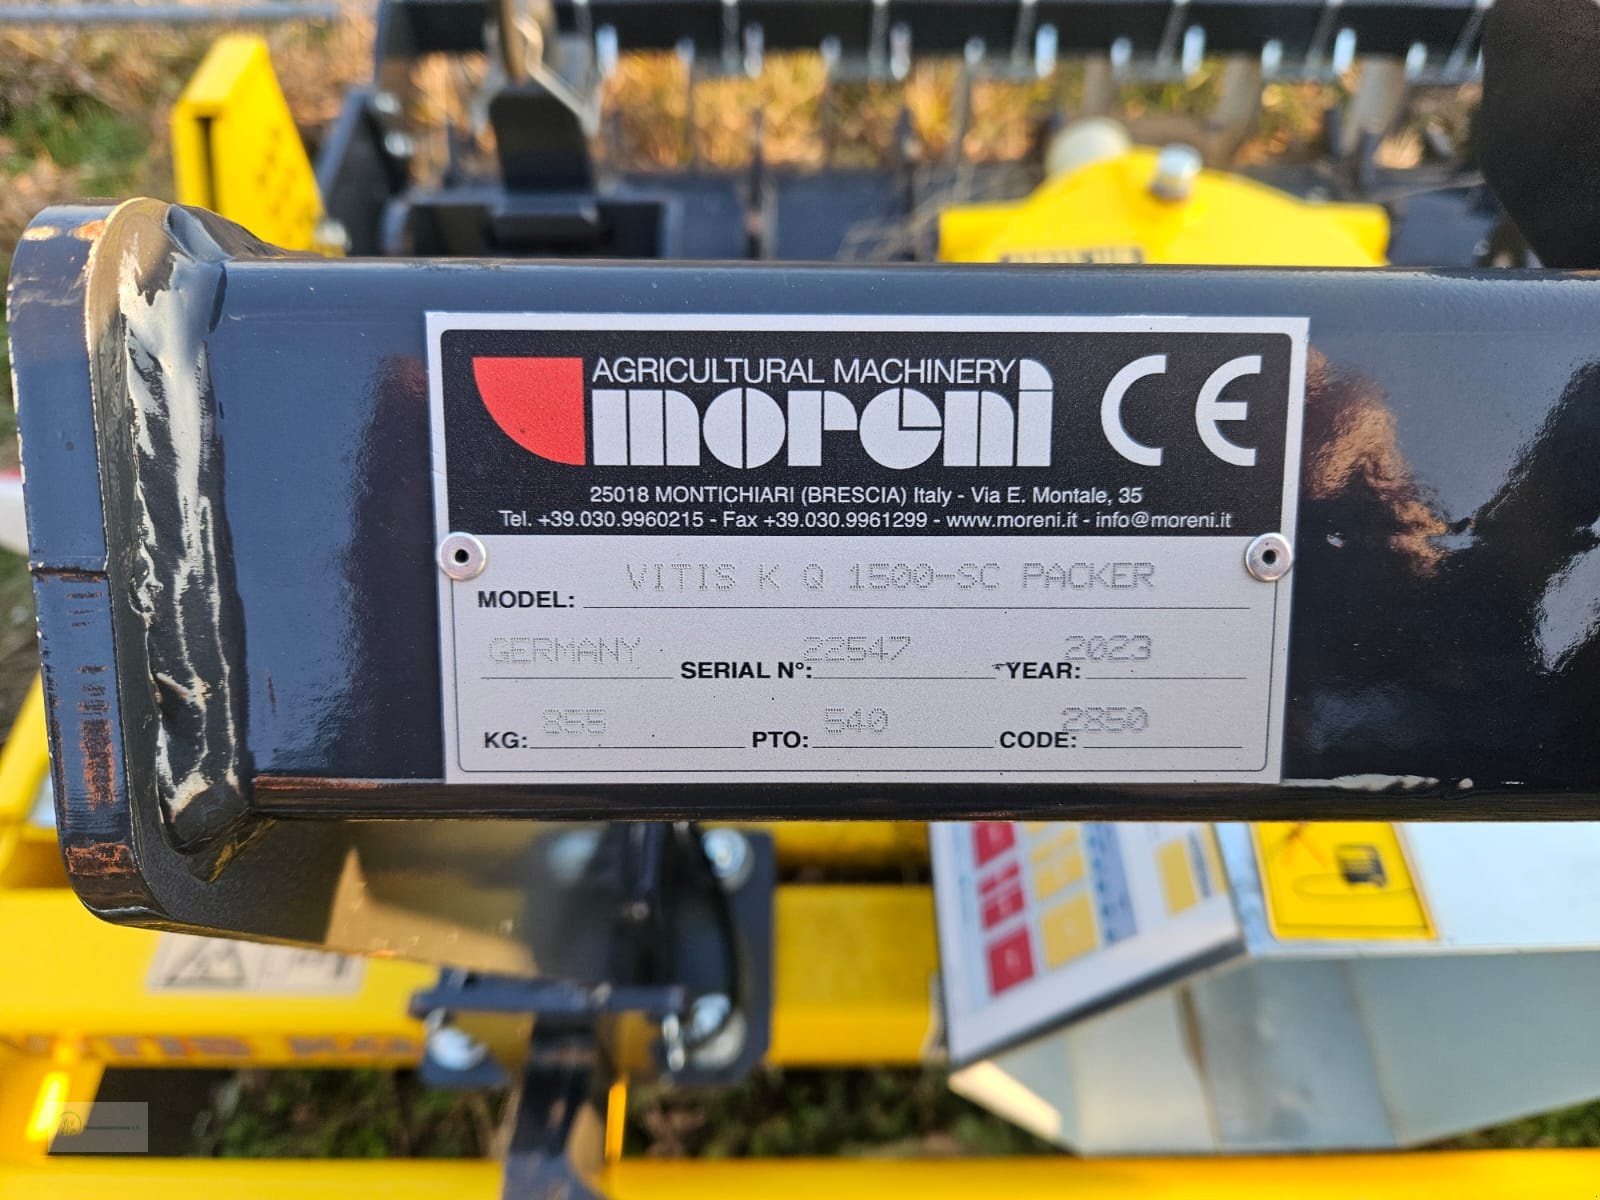 AGRICULTURAL MACHINERY
moreni
CE
25018 MONTICHIARI (BRESCIA) Italy - Via E. Montale, 35
Tel. +39.030.9960215 - Fax +39.030.9961299 - www.moreni.it - info@moreni.it
MODEL: VITIS K Q 1500-SC PACKER
GERMANY SERIAL N°: 22547 YEAR: 2023
KG: 855 PTO: 540 CODE: 2850